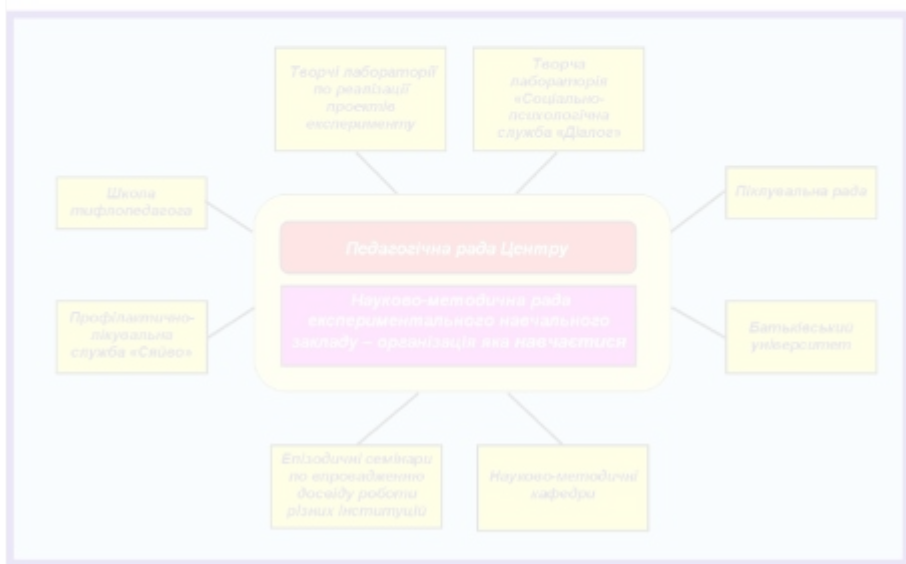 Творчі лабораторії
по реалізації
проектів
експерименту
Творча
лабораторія
«Соціально-
психологічна
служба «Діалог»
Школа
тифлопедагога
Піклувальна рада
Педагогічна рада Центру
Науково-методична рада
експериментального навчального
закладу – організація яка навчається
Профілактично-
лікувальна
служба «Сяйво»
Батьківський
університет
Епізодичні семінари
по впровадженню
досвіду роботи
різних інституцій
Науково-методичні
кафедри